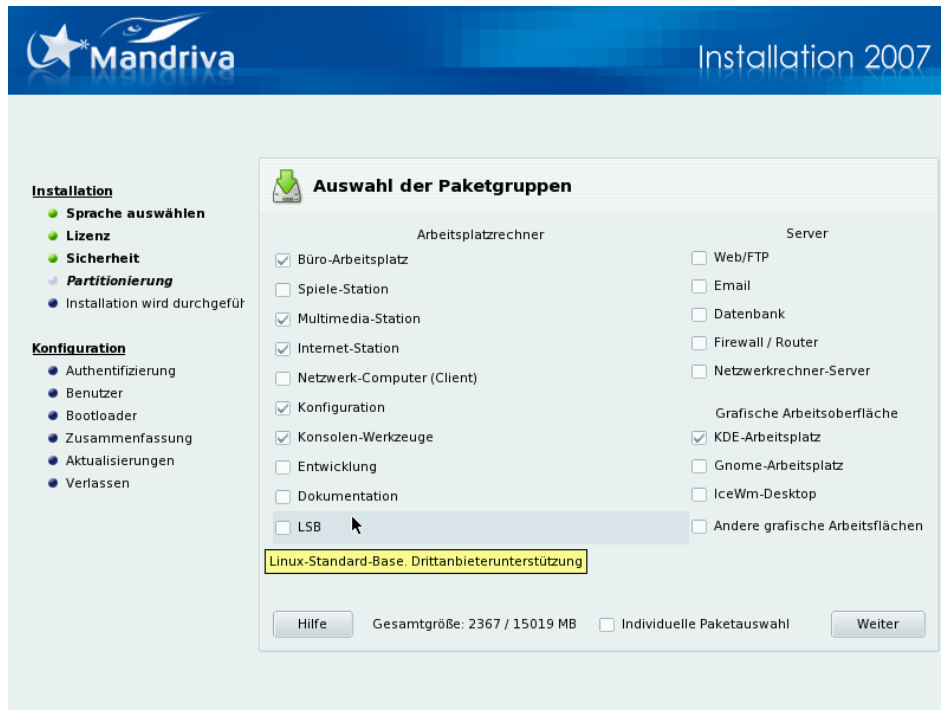 Mandriva
Installation 2007
Installation
Sprache auswählen
Lizenz
Sicherheit
Partitionierung
Installation wird durchgefüh
Konfiguration
Authentifizierung
Benutzer
Bootloader
Zusammenfassung
Aktualisierungen
Verlassen
Auswahl der Paketgruppen
Arbeitsplatzrechner
Büro-Arbeitsplatz
Spiele-Station
Multimedia-Station
Internet-Station
Netzwerk-Computer (Client)
Konfiguration
Konsolen-Werkzeuge
Entwicklung
Dokumentation
LSB
Linux-Standard-Base. Drittanbieterunterstützung
Server
Web/FTP
Email
Datenbank
Firewall / Router
Netzwerkrechner-Server
Grafische Arbeitsoberfläche
KDE-Arbeitsplatz
Gnome-Arbeitsplatz
IceWm-Desktop
Andere grafische Arbeitsflächen
Hilfe
Gesamtgröße: 2367 / 15019 MB
Individuelle Paketauswahl
Weiter